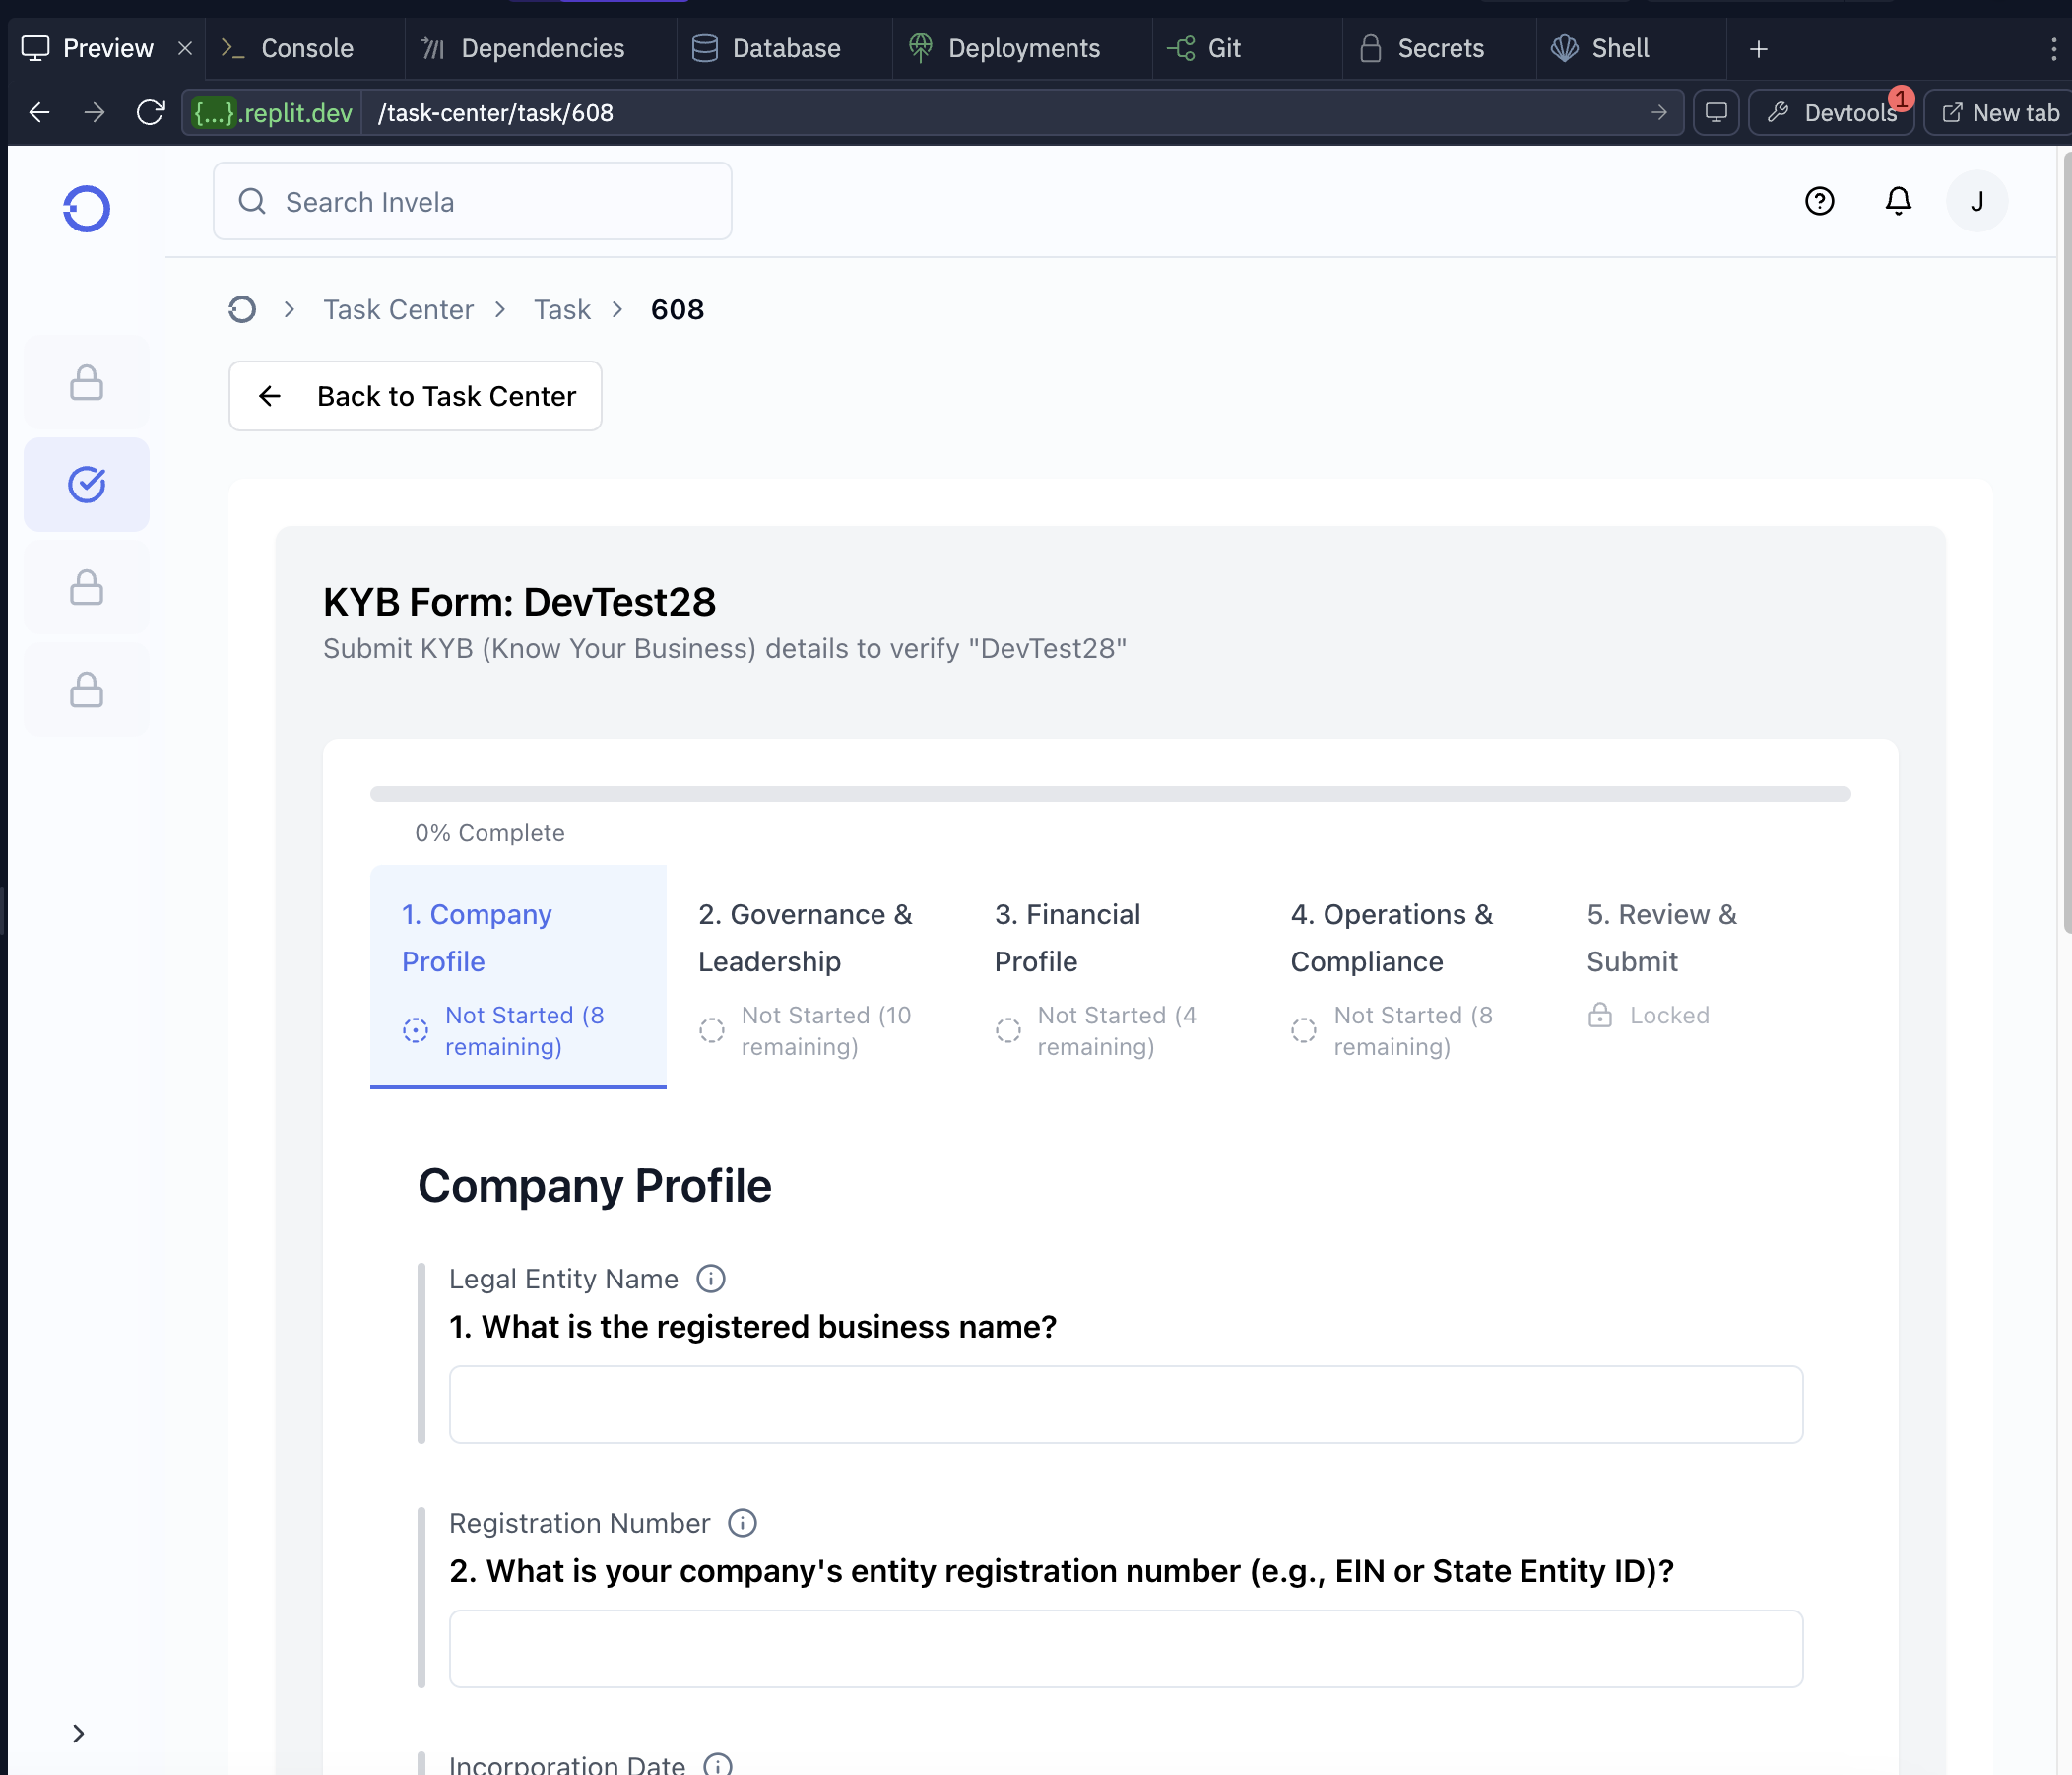 Preview
Console
Dependencies
Database
Deployments
Git
Secrets
Shell
{...}.replit.dev
/task-center/task/608
Devtools
1
New tab
Search Invela
J
Task Center
Task
608
Back to Task Center
KYB Form: DevTest28
Submit KYB (Know Your Business) details to verify "DevTest28"
0% Complete
1. Company
Profile
Not Started (8
remaining)
2. Governance &
Leadership
Not Started (10
remaining)
3. Financial
Profile
Not Started (4
remaining)
4. Operations &
Compliance
Not Started (8
remaining)
5. Review &
Submit
Locked
Company Profile
Legal Entity Name
1. What is the registered business name?
Registration Number
2. What is your company's entity registration number (e.g., EIN or State Entity ID)?
Incorporation Date